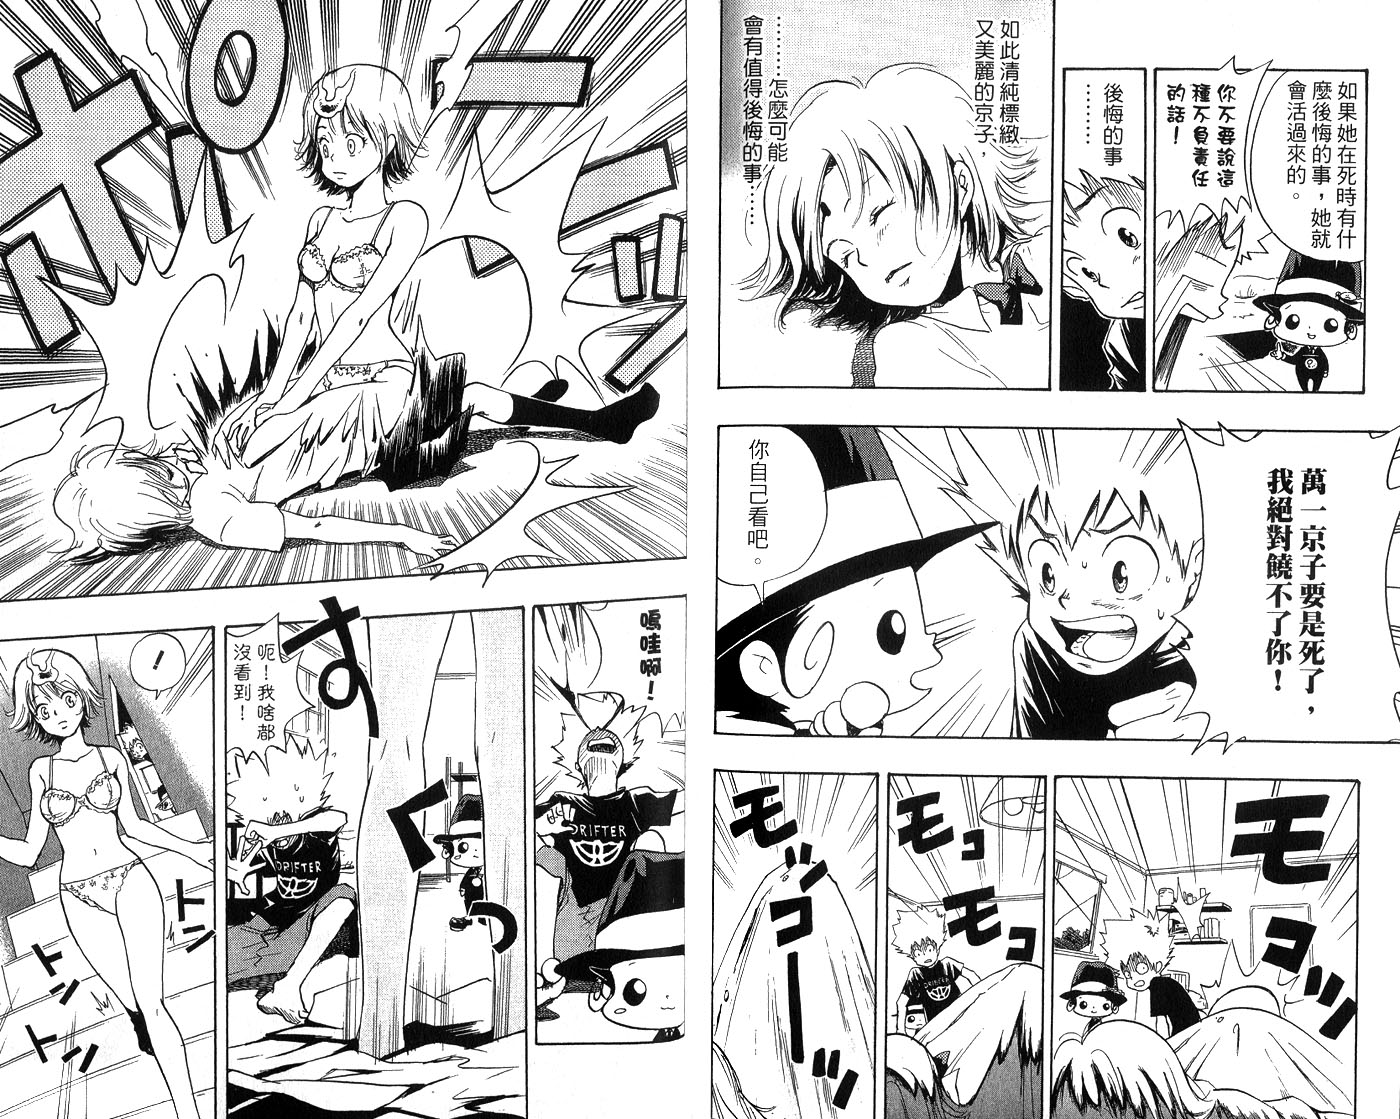 如果她在死時有什
麼後悔的事，她就
會活過來的。
你不要說這
種不負責任
的話！
後悔的事
………
如此清純標緻
又美麗的京子，
………怎麼可能
會有值得後悔的事……
萬一京子要是死了，
我絕對饒不了你！
你自己看吧。
モコッ
モコ
モコ
DRIFTER
モッコー
ボーン
嗚哇啊！
DRIFTER
すくっ
呃！我啥都
沒看到！
DRIFTER
！
トン
トン
トン